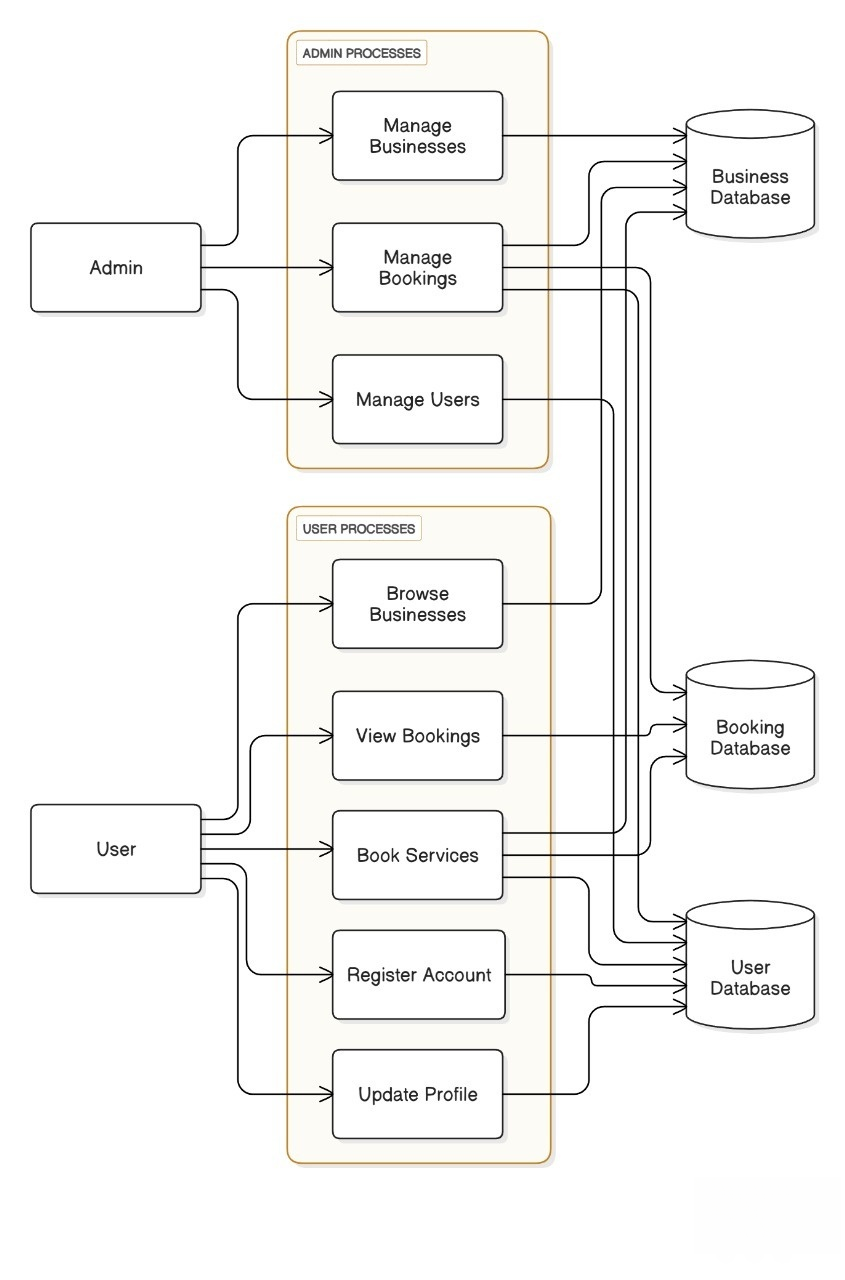 ADMIN PROCESSES
Manage
Businesses
Business
Database
Admin
Manage
Bookings
Manage Users
USER PROCESSES
Browse
Businesses
View Bookings
Booking
Database
User
Book Services
Register Account
User
Database
Update Profile